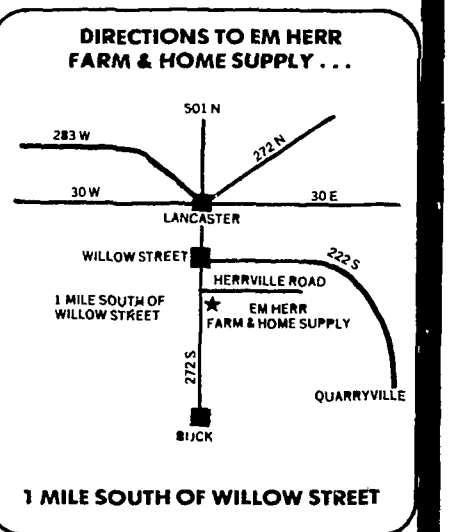 DIRECTIONS TO EM HERR
FARM & HOME SUPPLY...
501 N
283 W
272 N
30 W
30 E
LANCASTER
WILLOW STREET
222 S
HERRVILLE ROAD
1 MILE SOUTH OF
WILLOW STREET
EM HERR
FARM & HOME SUPPLY
272 S
QUARRYVILLE
BUCK
1 MILE SOUTH OF WILLOW STREET